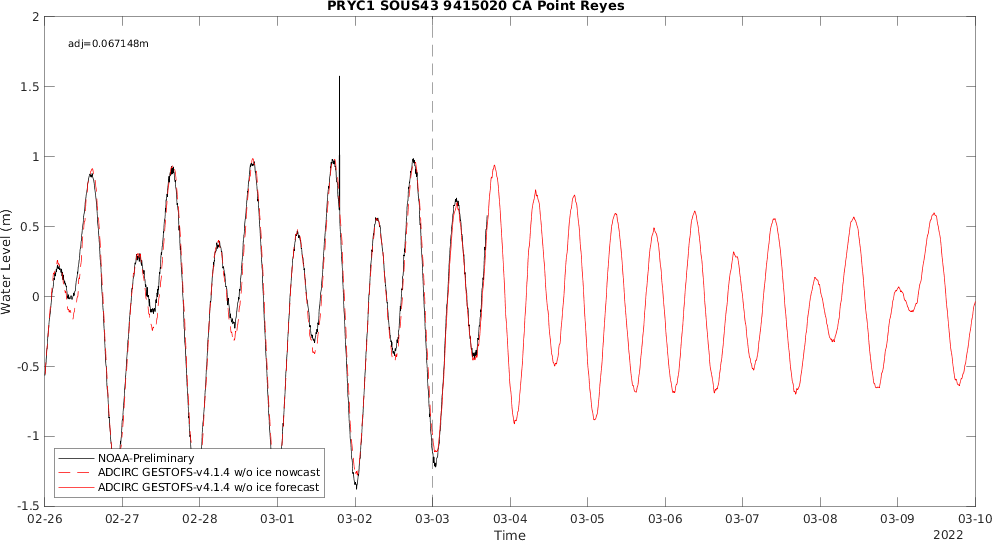 PRYC1 SOUS43 9415020 CA Point Reyes
adj=0.067148m
Water Level (m)
2
1.5
1
0.5
0
-0.5
-1
-1.5
NOAA-Preliminary
ADCIRC GESTOFS-v4.1.4 w/o ice nowcast
ADCIRC GESTOFS-v4.1.4 w/o ice forecast
02-26 02-27 02-28 03-01 03-02 03-03 03-04 03-05 03-06 03-07 03-08 03-09 03-10
Time
2022